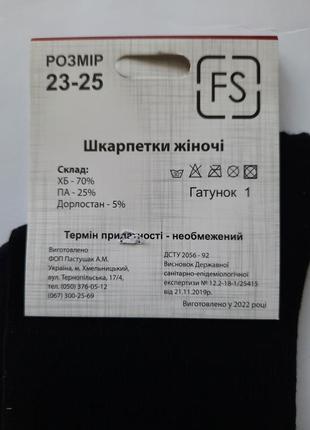 РОЗМІР
23-25
FS
Шкарпетки жіночі
Склад:
ХБ - 70%
ПА - 25%
Дорлостан - 5%
Гатунок 1
Термін придатності - необмежений
Виготовлено
ФОП Пастушак А.М.
Україна, м, Хмельницький,
вул. Тернопільська, 17/4,
тел. (050) 376-05-12
(067) 300-25-69
ДСТУ 2056 - 92
Висновок Державної
санітарно-епідеміологічної
експертизи № 12.2-18-1/25415
від 21.11.2019р.
Виготовлено у 2022 році